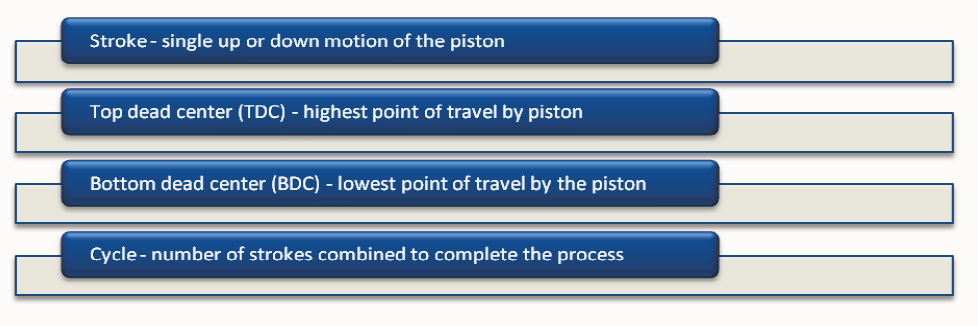 Stroke - single up or down motion of the piston
Top dead center (TDC) - highest point of travel by piston
Bottom dead center (BDC) - lowest point of travel by the piston
Cycle - number of strokes combined to complete the process